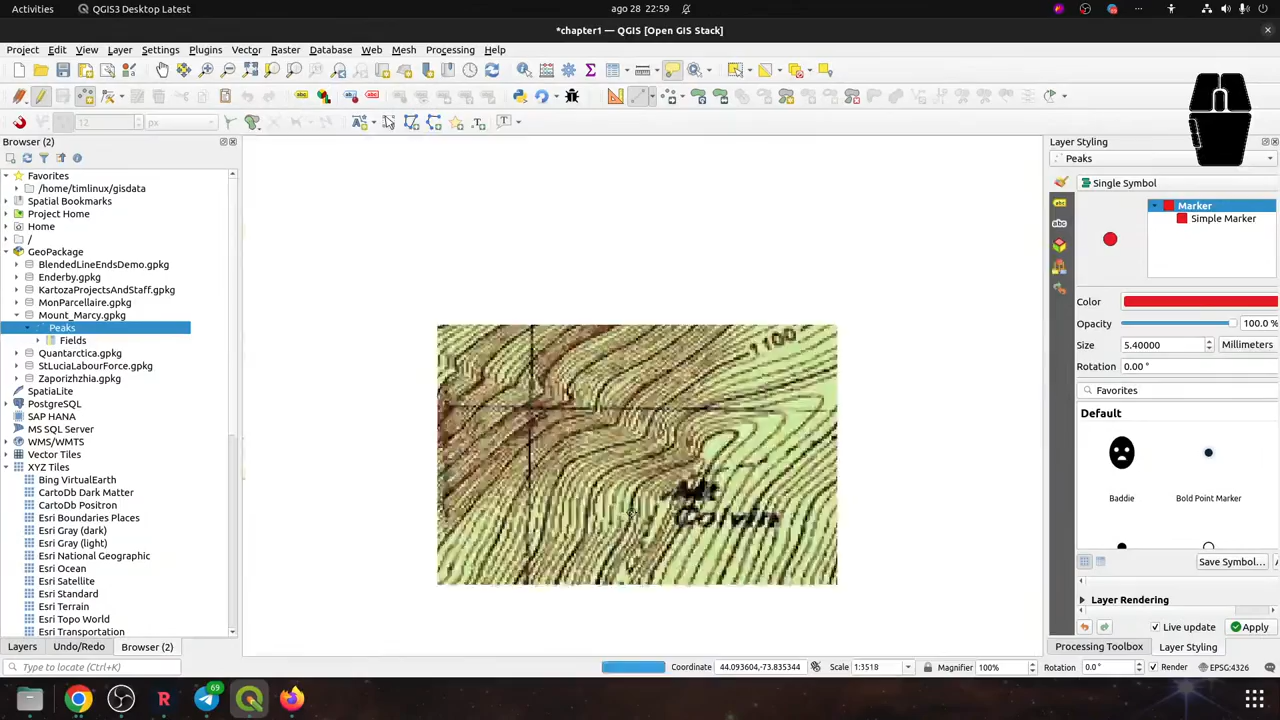 Activities
QGIS3 Desktop Latest
ago 28 22:59
*chapter1 — QGIS [Open GIS Stack]
Project Edit View Layer Settings Plugins Vector Raster Database Web Mesh Processing Help
12
px
Browser (2)
Favorites
/home/timlinux/gisdata
Spatial Bookmarks
Project Home
Home
/
GeoPackage
BlendedLineEndsDemo.gpkg
Enderby.gpkg
KartozaProjectsAndStaff.gpkg
MonParcellaire.gpkg
Mount_Marcy.gpkg
Peaks
Fields
Quantarctica.gpkg
StLuciaLabourForce.gpkg
Zaporizhzhia.gpkg
SpatiaLite
PostgreSQL
SAP HANA
MS SQL Server
WMS/WMTS
Vector Tiles
XYZ Tiles
Bing VirtualEarth
CartoDb Dark Matter
CartoDb Positron
Esri Boundaries Places
Esri Gray (dark)
Esri Gray (light)
Esri National Geographic
Esri Ocean
Esri Satellite
Esri Standard
Esri Terrain
Esri Topo World
Esri Transportation
Layers
Undo/Redo
Browser (2)
Type to locate (Ctrl+K)
1100
Mt
Colvin
Layer Styling
Peaks
Single Symbol
Marker
Simple Marker
Color
Opacity
100.0 %
Size
5.40000
Millimeters
Rotation
0.00 °
Favorites
Default
Baddie
Bold Point Marker
Save Symbol...
Layer Rendering
Live update
Apply
Processing Toolbox
Layer Styling
Coordinate
44.093604,-73.835344
Scale
1:3518
Magnifier
100%
Rotation
0.0 °
Render
EPSG:4326
69